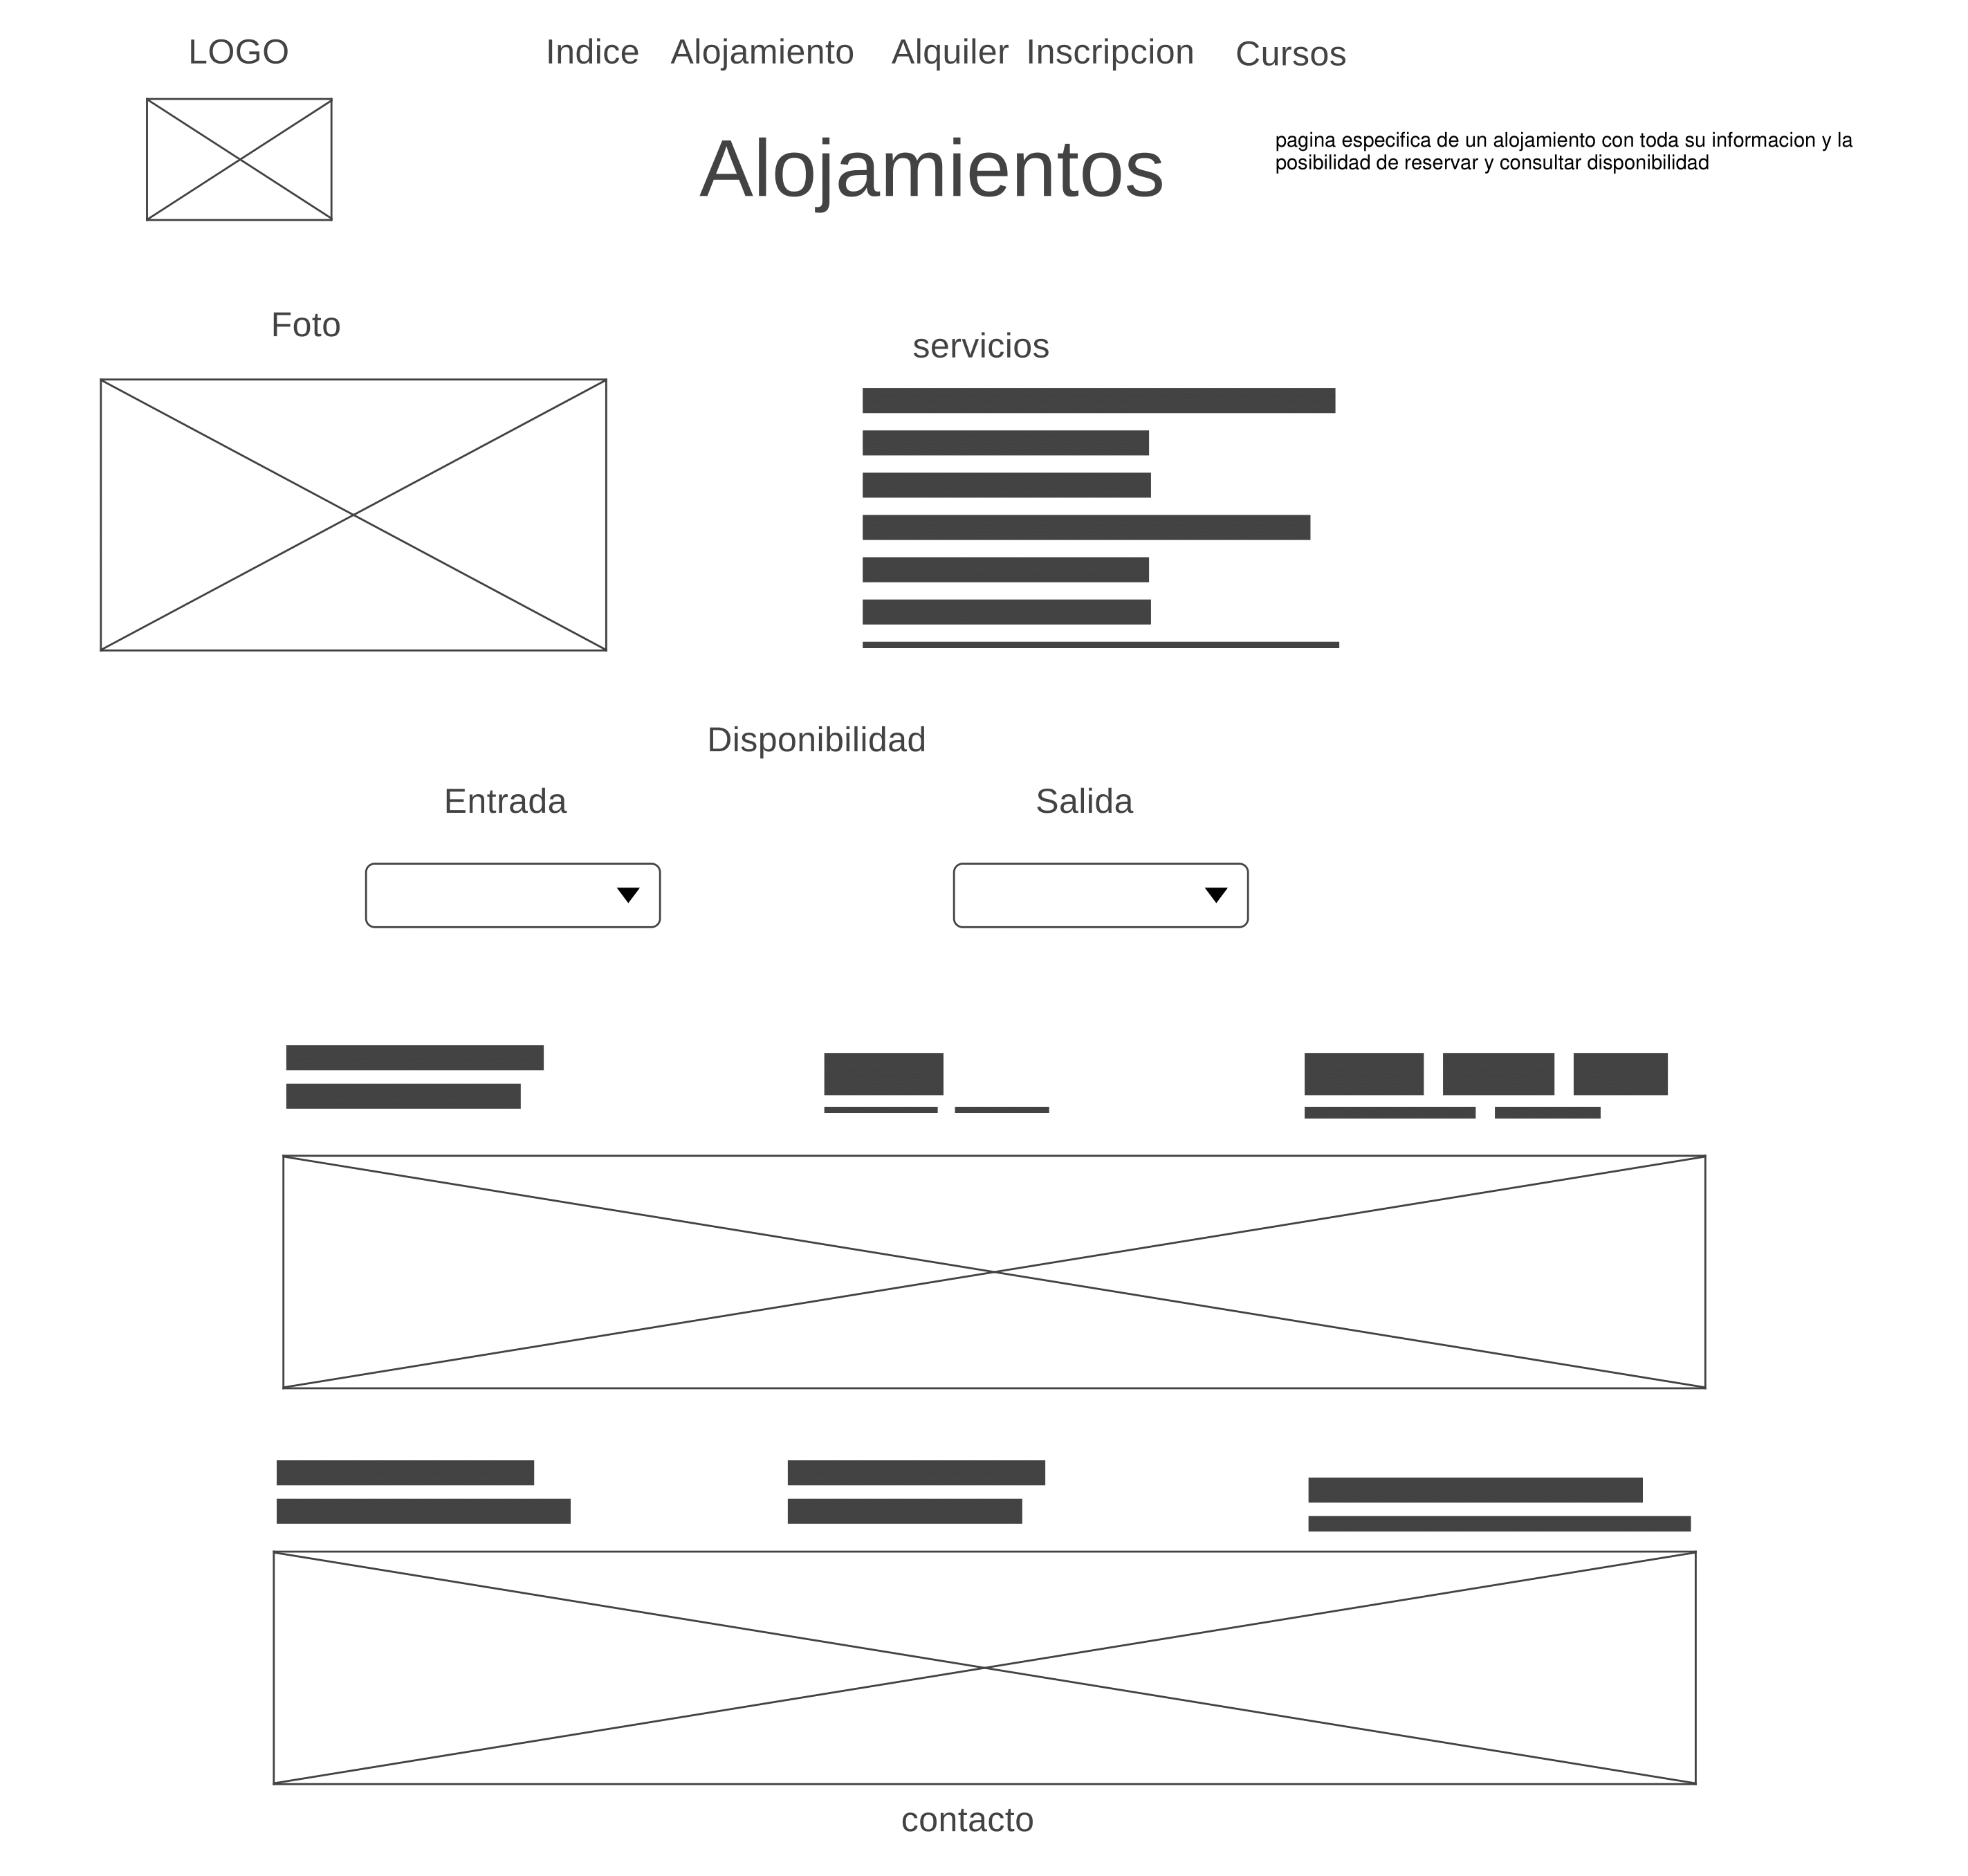 LOGO
Indice Alojamiento Alquiler Inscripcion Cursos
Alojamientos
pagina especifica de un alojamiento con toda su informacion y la
posibilidad de reservar y consultar disponibilidad
Foto
servicios
Disponibilidad
Entrada
Salida
contacto